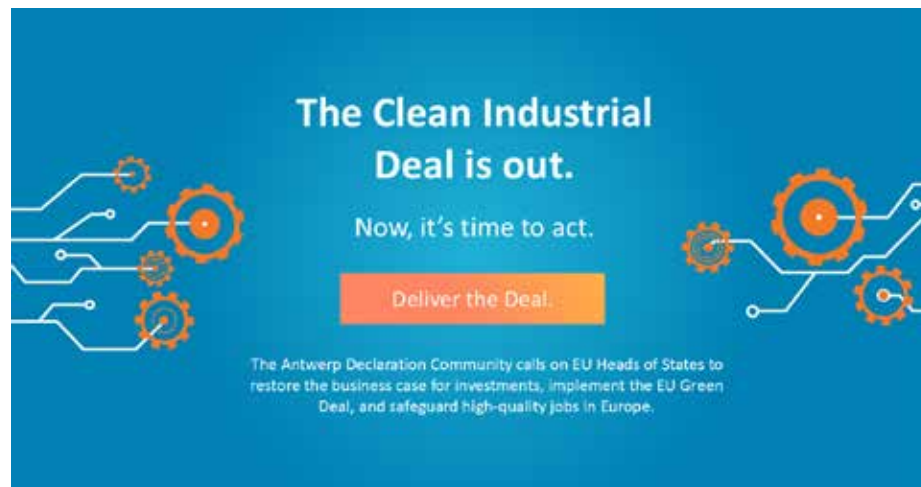 The Clean Industrial
Deal is out.
Now, it's time to act.
Deliver the Deal.
The Antwerp Declaration Community calls on EU Heads of States to
restore the business case for investments, implement the EU Green
Deal, and safeguard high-quality jobs in Europe.